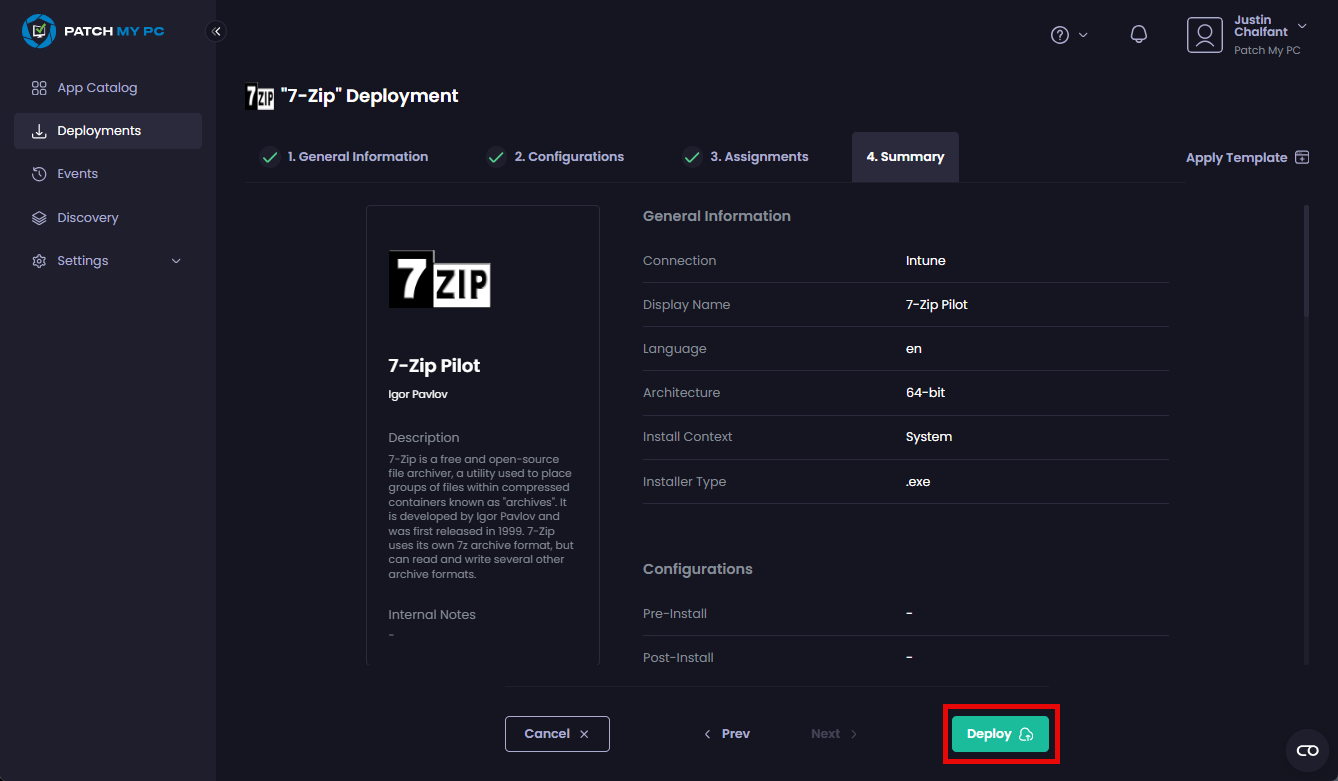 PATCH MY PC
Justin
Chalfant
Patch My PC
App Catalog
Deployments
Events
Discovery
Settings
7ZIP "7-Zip" Deployment
1. General Information
2. Configurations
3. Assignments
4. Summary
Apply Template
7ZIP
7-Zip Pilot
Igor Pavlov
Description
7-Zip is a free and open-source
file archiver, a utility used to place
groups of files within compressed
containers known as "archives". It
is developed by Igor Pavlov and
was first released in 1999. 7-Zip
uses its own 7z archive format, but
can read and write several other
archive formats.
Internal Notes
-
General Information
Connection Intune
Display Name 7-Zip Pilot
Language en
Architecture 64-bit
Install Context System
Installer Type .exe
Configurations
Pre-Install -
Post-Install -
Cancel
Prev
Next
Deploy